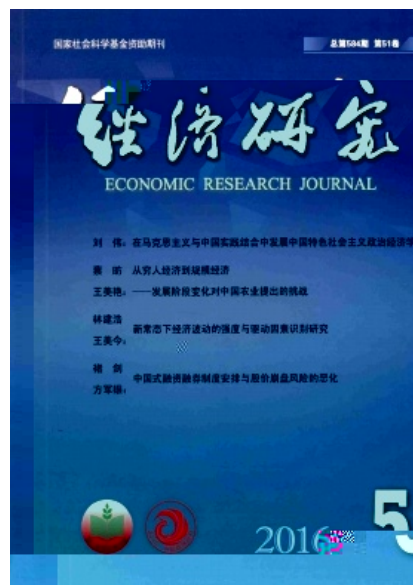 国家社会科学基金资助期刊
总第584期 第51卷
经济研究
ECONOMIC RESEARCH JOURNAL
刘 伟：在马克思主义与中国实践结合中发展中国特色社会主义政治经济学
蔡 昉 从穷人经济到规模经济
王美艳：——发展阶段变化对中国农业提出的挑战
林建浩
新常态下经济波动的强度与驱动因素识别研究
王美今：
褚 剑
中国式融资融券制度安排与股价崩盘风险的恶化
方军雄：
2016
5